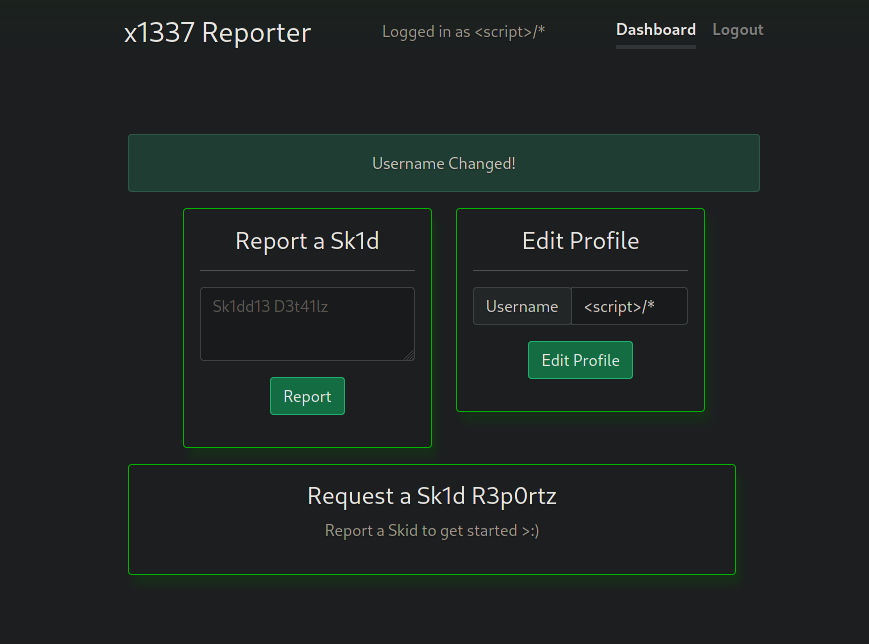 x1337 Reporter
Logged in as <script>/*
Dashboard
Logout
Username Changed!
Report a Sk1d
Sk1dd13 D3t41lz
Report
Edit Profile
Username
<script>/*
Edit Profile
Request a Sk1d R3p0rtz
Report a Skid to get started >:)